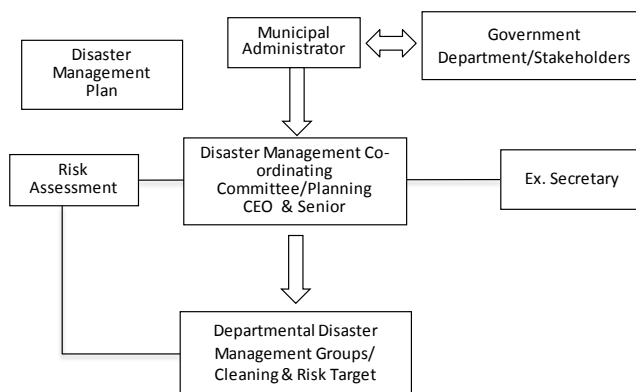 Disaster
Management
Plan
Municipal
Administrator
Government
Department/Stakeholders
Risk
Assessment
Disaster Management Co-
ordinating
Committee/Planning
CEO & Senior
Ex. Secretary
Departmental Disaster
Management Groups/
Cleaning & Risk Target